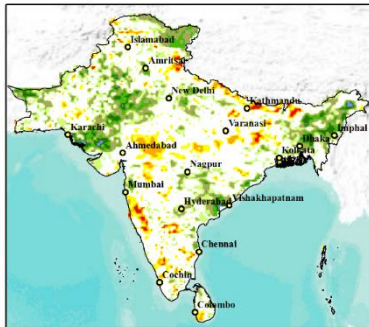 Islamabad
Amritsar
New Delhi
Kathmandu
Karachi
Varanasi
Dhaka
Imphal
Ahmedabad
Kolkata
Nagpur
Mumbai
Hyderabad
Vishakhapatnam
Chennai
Cochin
Colombo